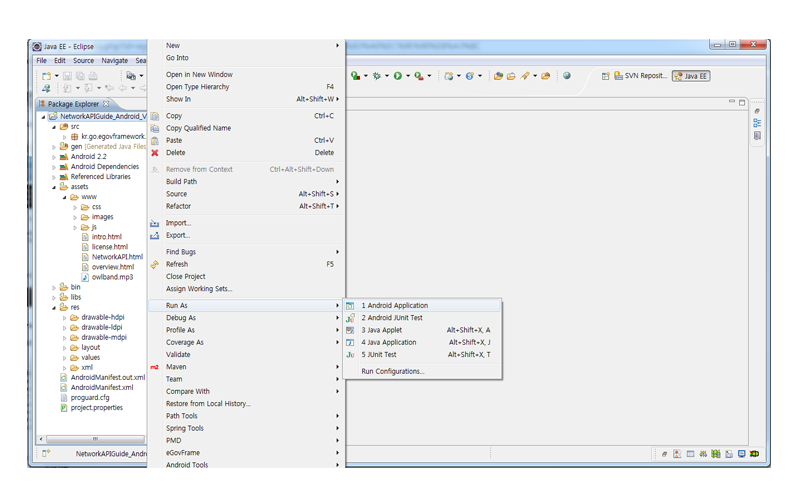 Java EE - Eclipse
File Edit Source Navigate Sea
SVN Reposit... Java EE
Package Explorer
NetworkAPIGuide_Android_V
src
kr.go.egovframework.
gen [Generated Java Files
Android 2.2
Android Dependencies
Referenced Libraries
assets
www
css
images
js
intro.html
license.html
NetworkAPI.html
overview.html
owlband.mp3
bin
libs
res
drawable-hdpi
drawable-ldpi
drawable-mdpi
layout
values
xml
AndroidManifest.out.xml
AndroidManifest.xml
proguard.cfg
project.properties
NetworkAPIGuide_Andr
New
Go Into
Open in New Window
Open Type Hierarchy F4
Show In Alt+Shift+W
Copy Ctrl+C
Copy Qualified Name
Paste Ctrl+V
Delete Delete
Remove from Context Ctrl+Alt+Shift+Down
Build Path
Source Alt+Shift+S
Refactor Alt+Shift+T
Import...
Export...
Find Bugs
Refresh F5
Close Project
Assign Working Sets...
Run As
Debug As
Profile As
Coverage As
Validate
m2 Maven
Team
Compare With
Restore from Local History...
Path Tools
Spring Tools
PMD
eGovFrame
Android Tools
1 Android Application
2 Android JUnit Test
3 Java Applet Alt+Shift+X, A
4 Java Application Alt+Shift+X, J
5 JUnit Test Alt+Shift+X, T
Run Configurations...